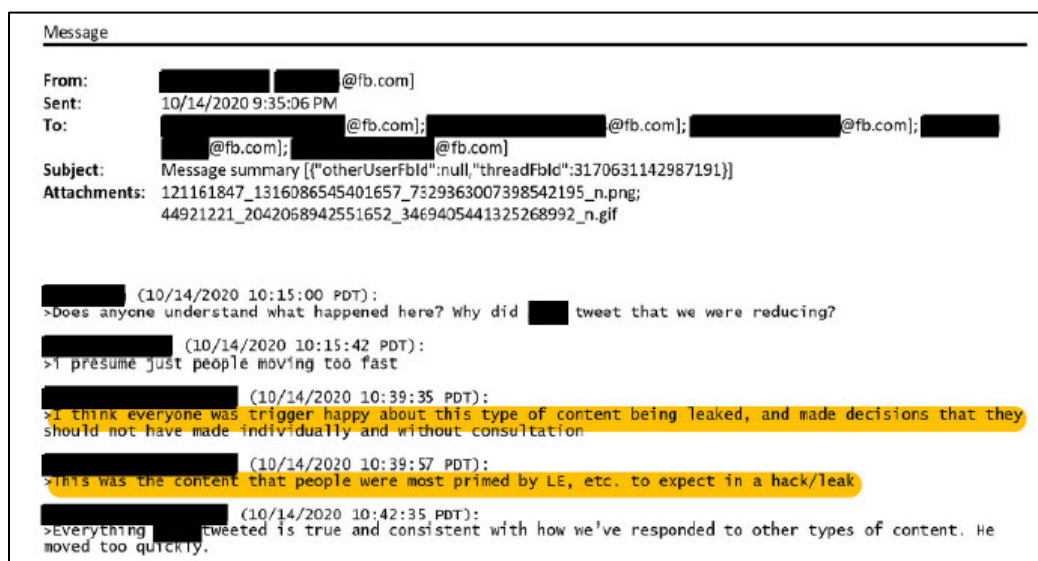 Message
From: @fb.com]
Sent: 10/14/2020 9:35:06 PM
To: @fb.com]; @fb.com]; @fb.com];
@fb.com]; @fb.com]
Subject: Message summary [{"otherUserFbId":null,"threadFbId":3170631142987191}]
Attachments: 121161847_1316086545401657_7329363007398542195_n.png;
44921221_2042068942551652_3469405441325268992_n.gif
(10/14/2020 10:15:00 PDT):
>Does anyone understand what happened here? Why did tweet that we were reducing?
(10/14/2020 10:15:42 PDT):
>i presume just people moving too fast
(10/14/2020 10:39:35 PDT):
>I think everyone was trigger happy about this type of content being leaked, and made decisions that they
should not have made individually and without consultation
(10/14/2020 10:39:57 PDT):
>This was the content that people were most primed by LE, etc. to expect in a hack/leak
(10/14/2020 10:42:35 PDT):
>Everything tweeted is true and consistent with how we've responded to other types of content. He
moved too quickly.